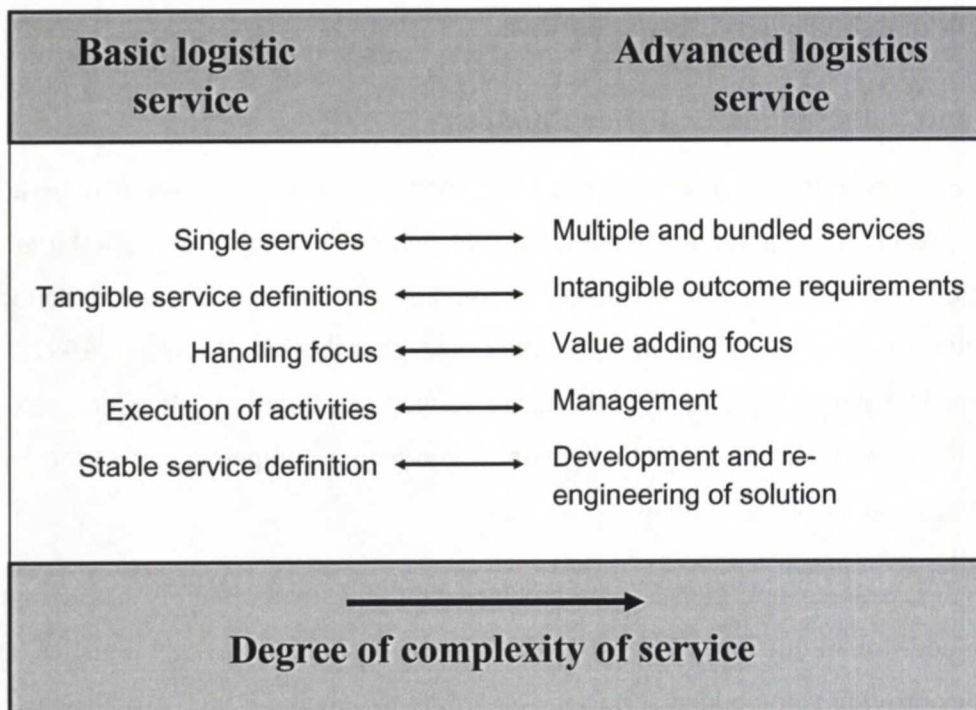 Basic logistic
service
Advanced logistics
service
Single services
Multiple and bundled services
Tangible service definitions
Intangible outcome requirements
Handling focus
Value adding focus
Execution of activities
Management
Stable service definition
Development and re-
engineering of solution
Degree of complexity of service